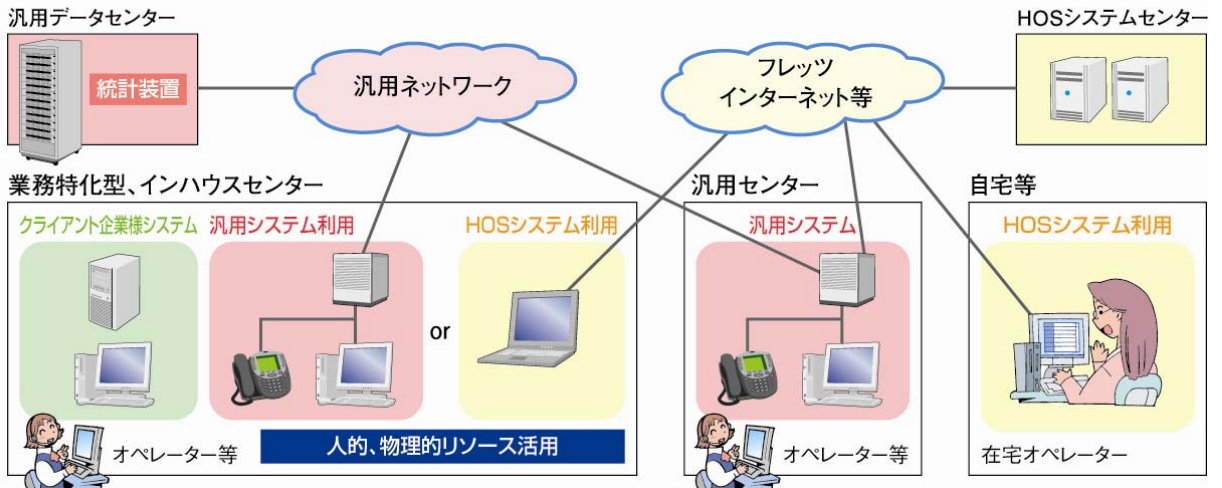 汎用データセンター
統計装置
汎用ネットワーク
フレッツ
インターネット等
HOSシステムセンター
業務特化型、インハウスセンター
クライアント企業様システム
汎用システム利用
or
HOSシステム利用
オペレーター等
人的、物理的リソース活用
汎用センター
汎用システム
オペレーター等
自宅等
HOSシステム利用
在宅オペレーター